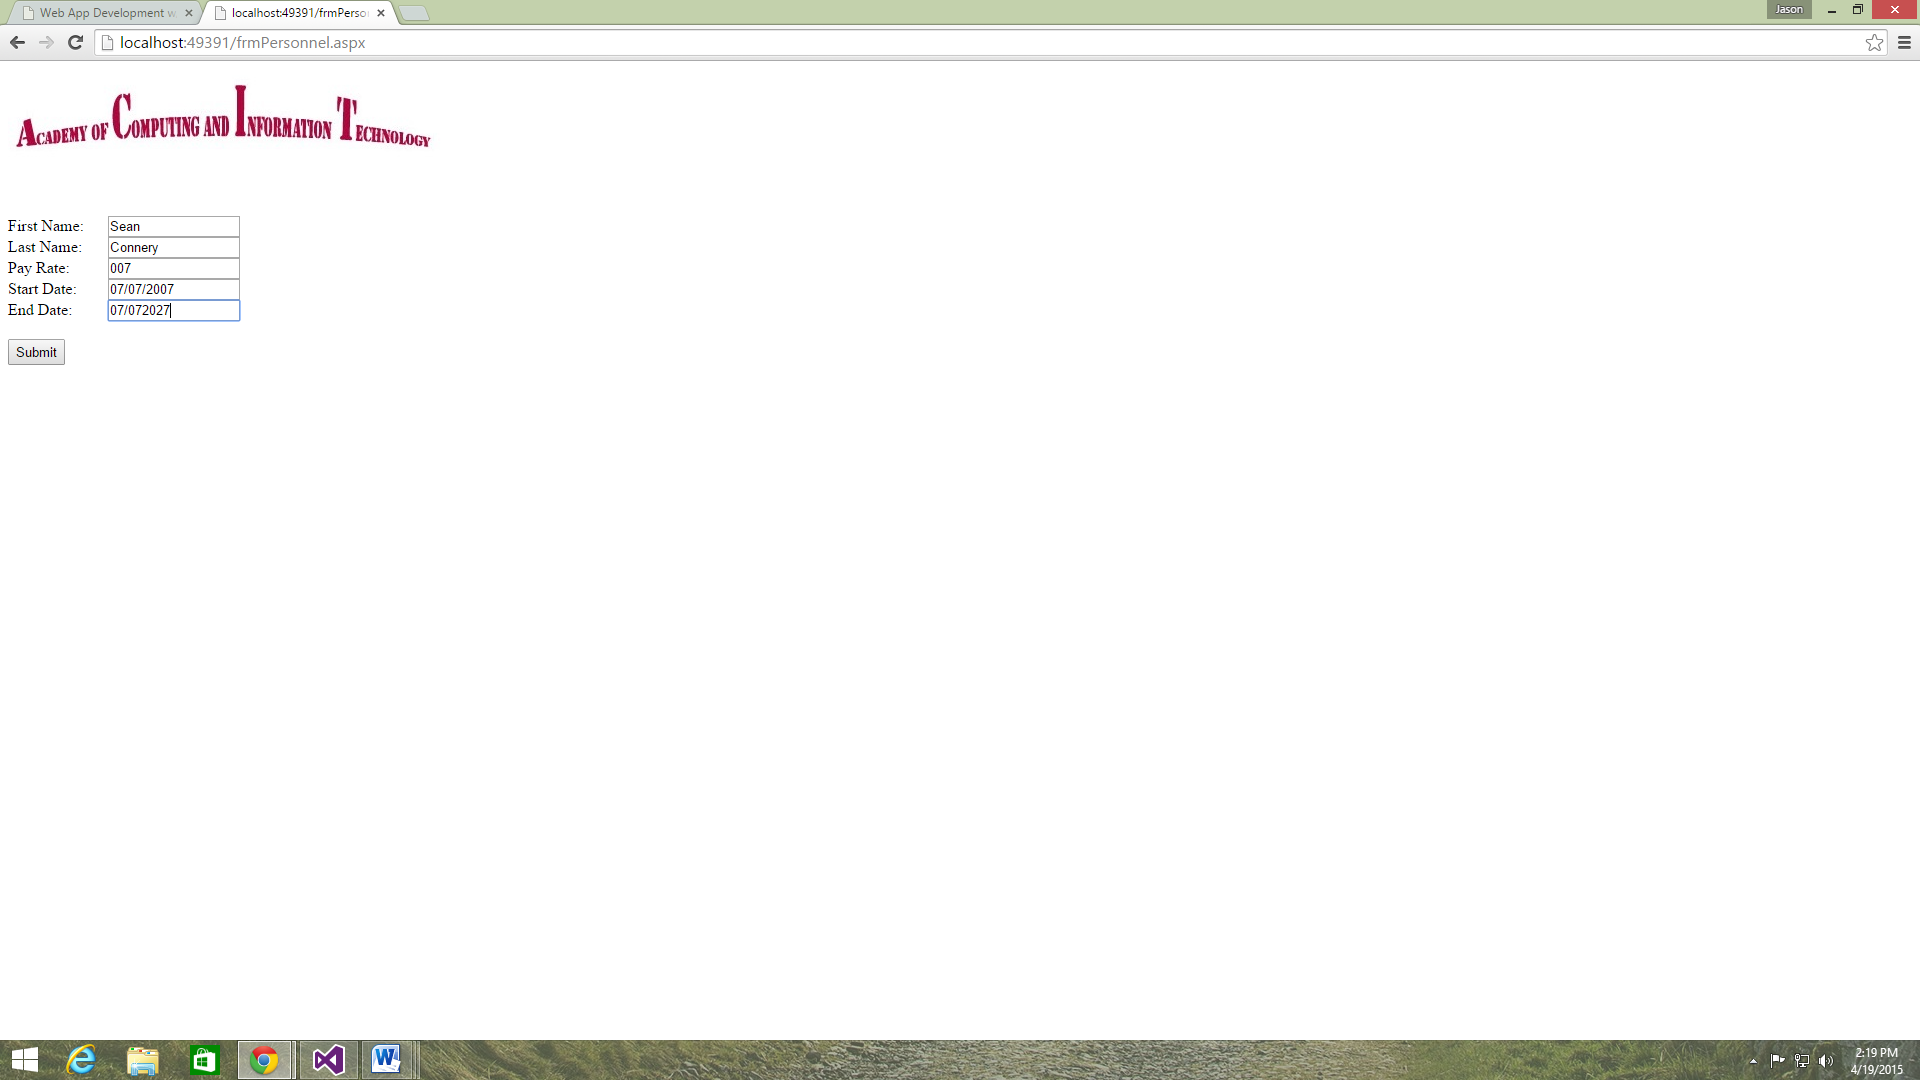 Web App Development w
localhost:49391/frmPerso
Jason
localhost:49391/frmPersonnel.aspx
ACADEMY OF COMPUTING AND INFORMATION TECHNOLOGY
First Name: Sean
Last Name: Connery
Pay Rate: 007
Start Date: 07/07/2007
End Date: 07/072027
Submit
2:19 PM
4/19/2015